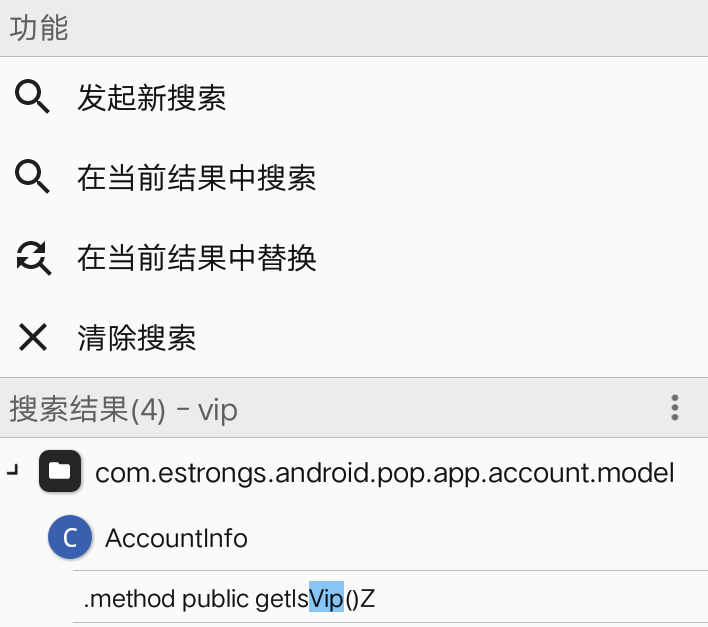 功能
发起新搜索
在当前结果中搜索
在当前结果中替换
清除搜索
搜索结果(4) - vip
com.estrongs.android.pop.app.account.model
C AccountInfo
.method public getIsVip()Z